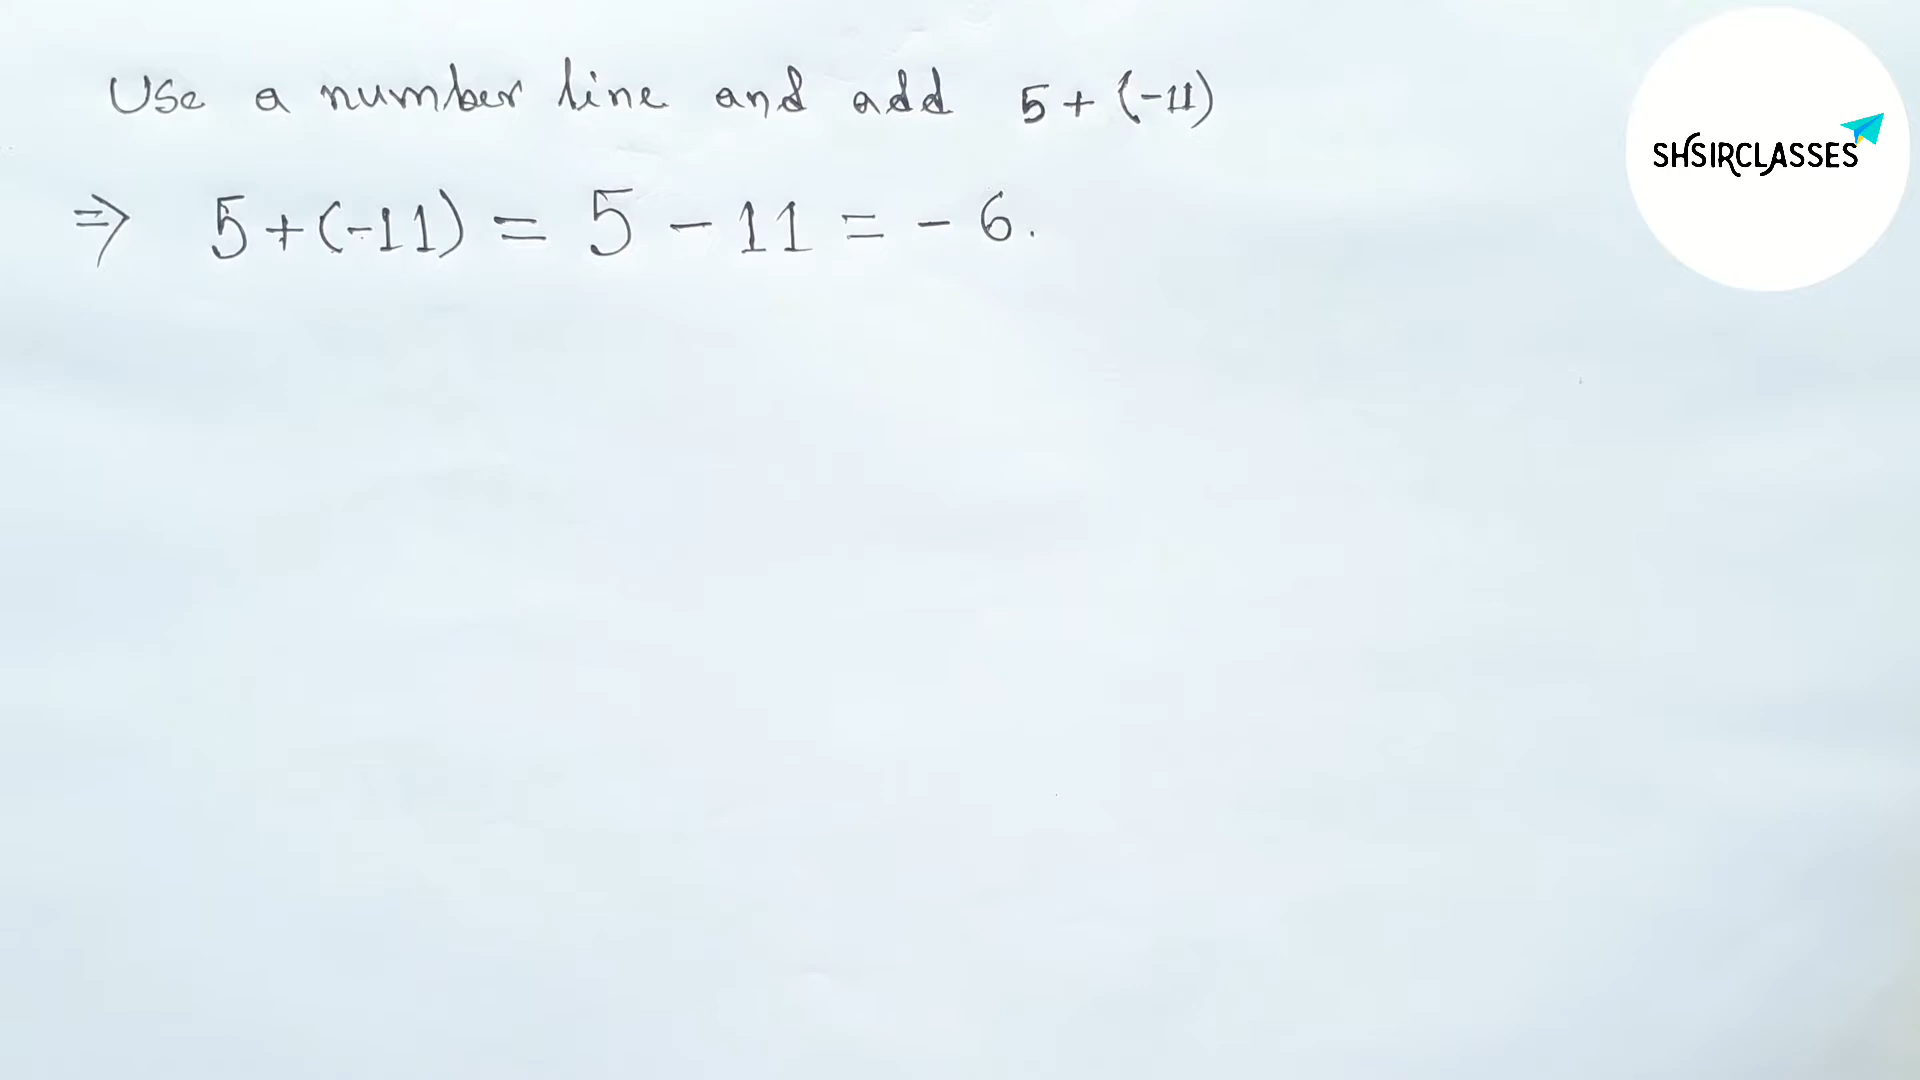 Use a number line and add 5 + (-11)
SHSIRCLASSES
⇒ 5 + (-11) = 5 - 11 = - 6.